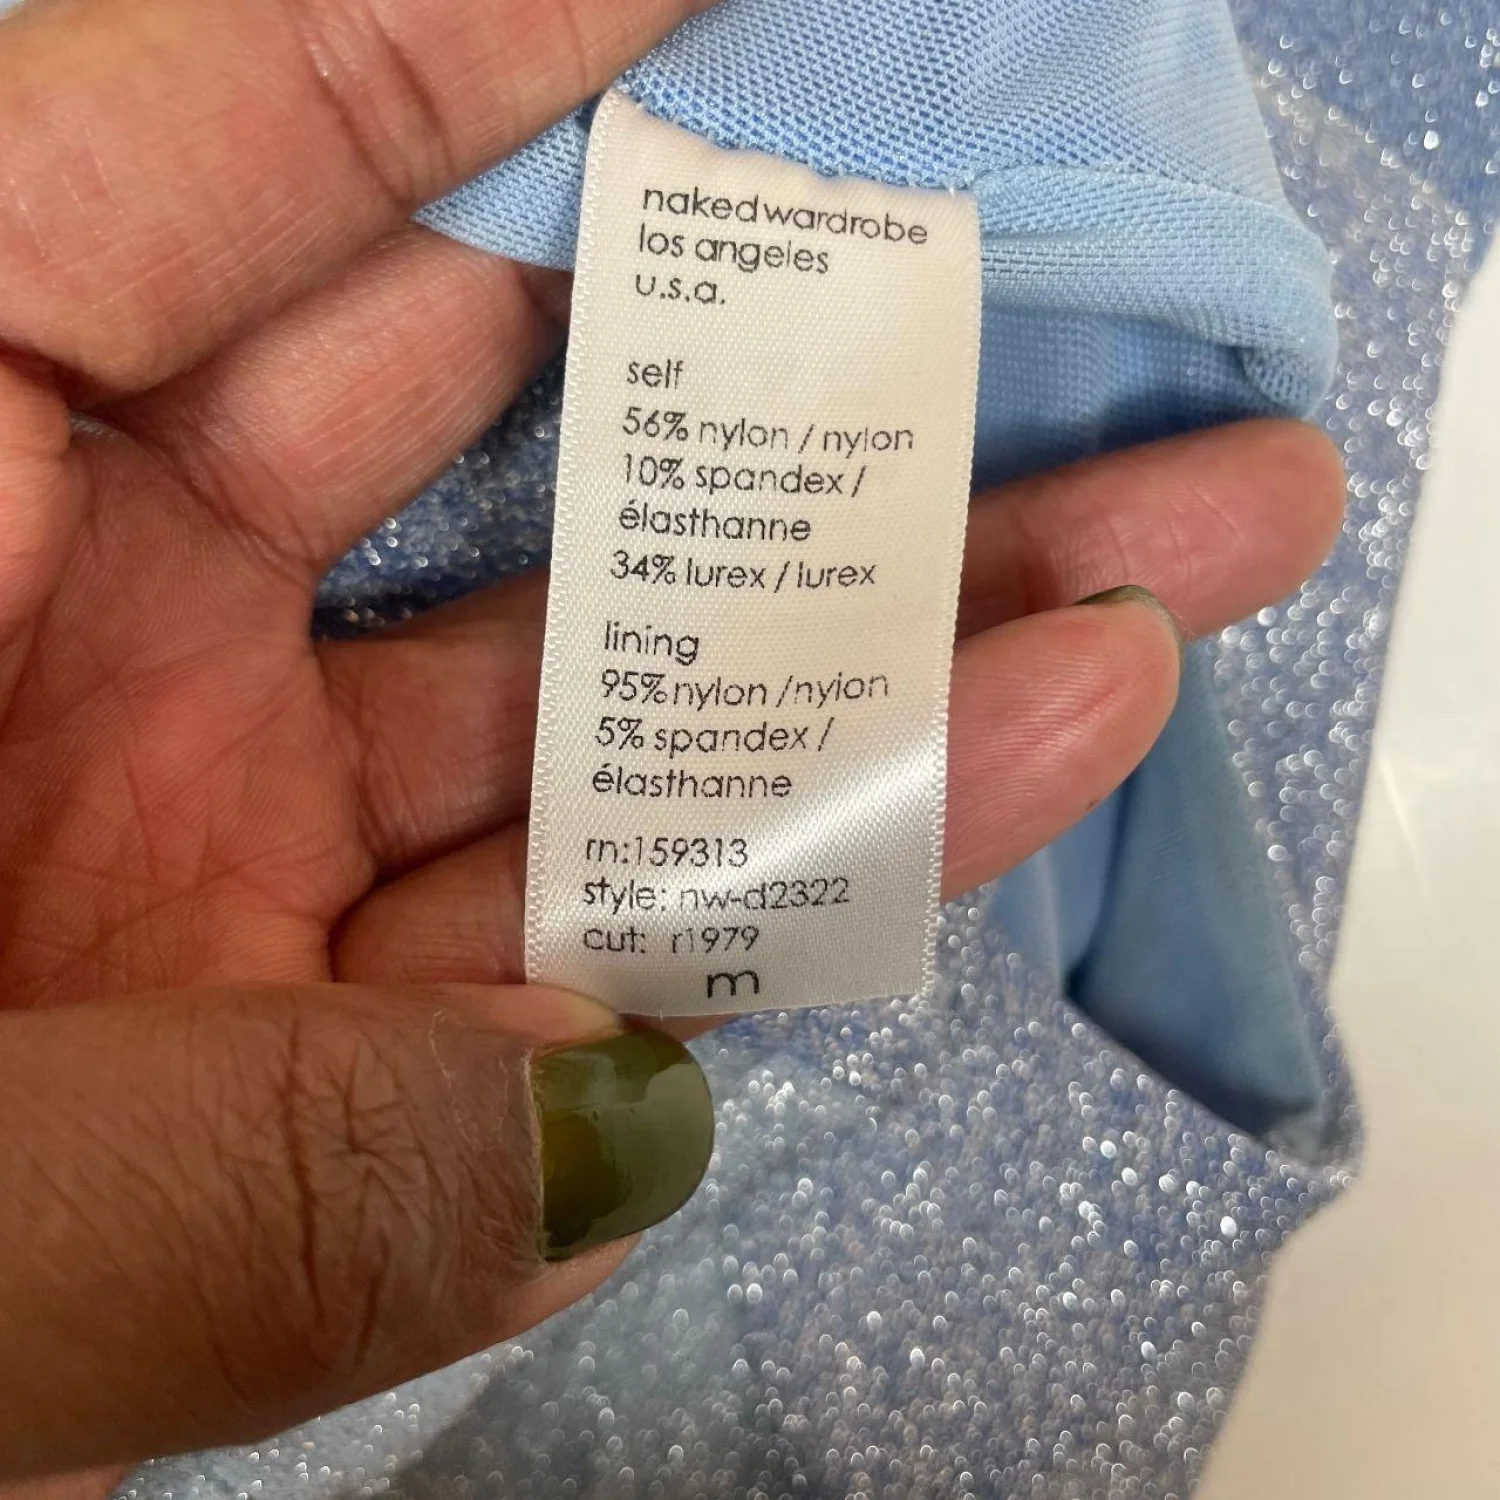 nakedwardrobe
los angeles
u.s.a.
self
56% nylon / nylon
10% spandex /
élasthanne
34% lurex / lurex
lining
95% nylon / nylon
5% spandex /
élasthanne
rn:159313
style: nw-d2322
cut: r1979
m